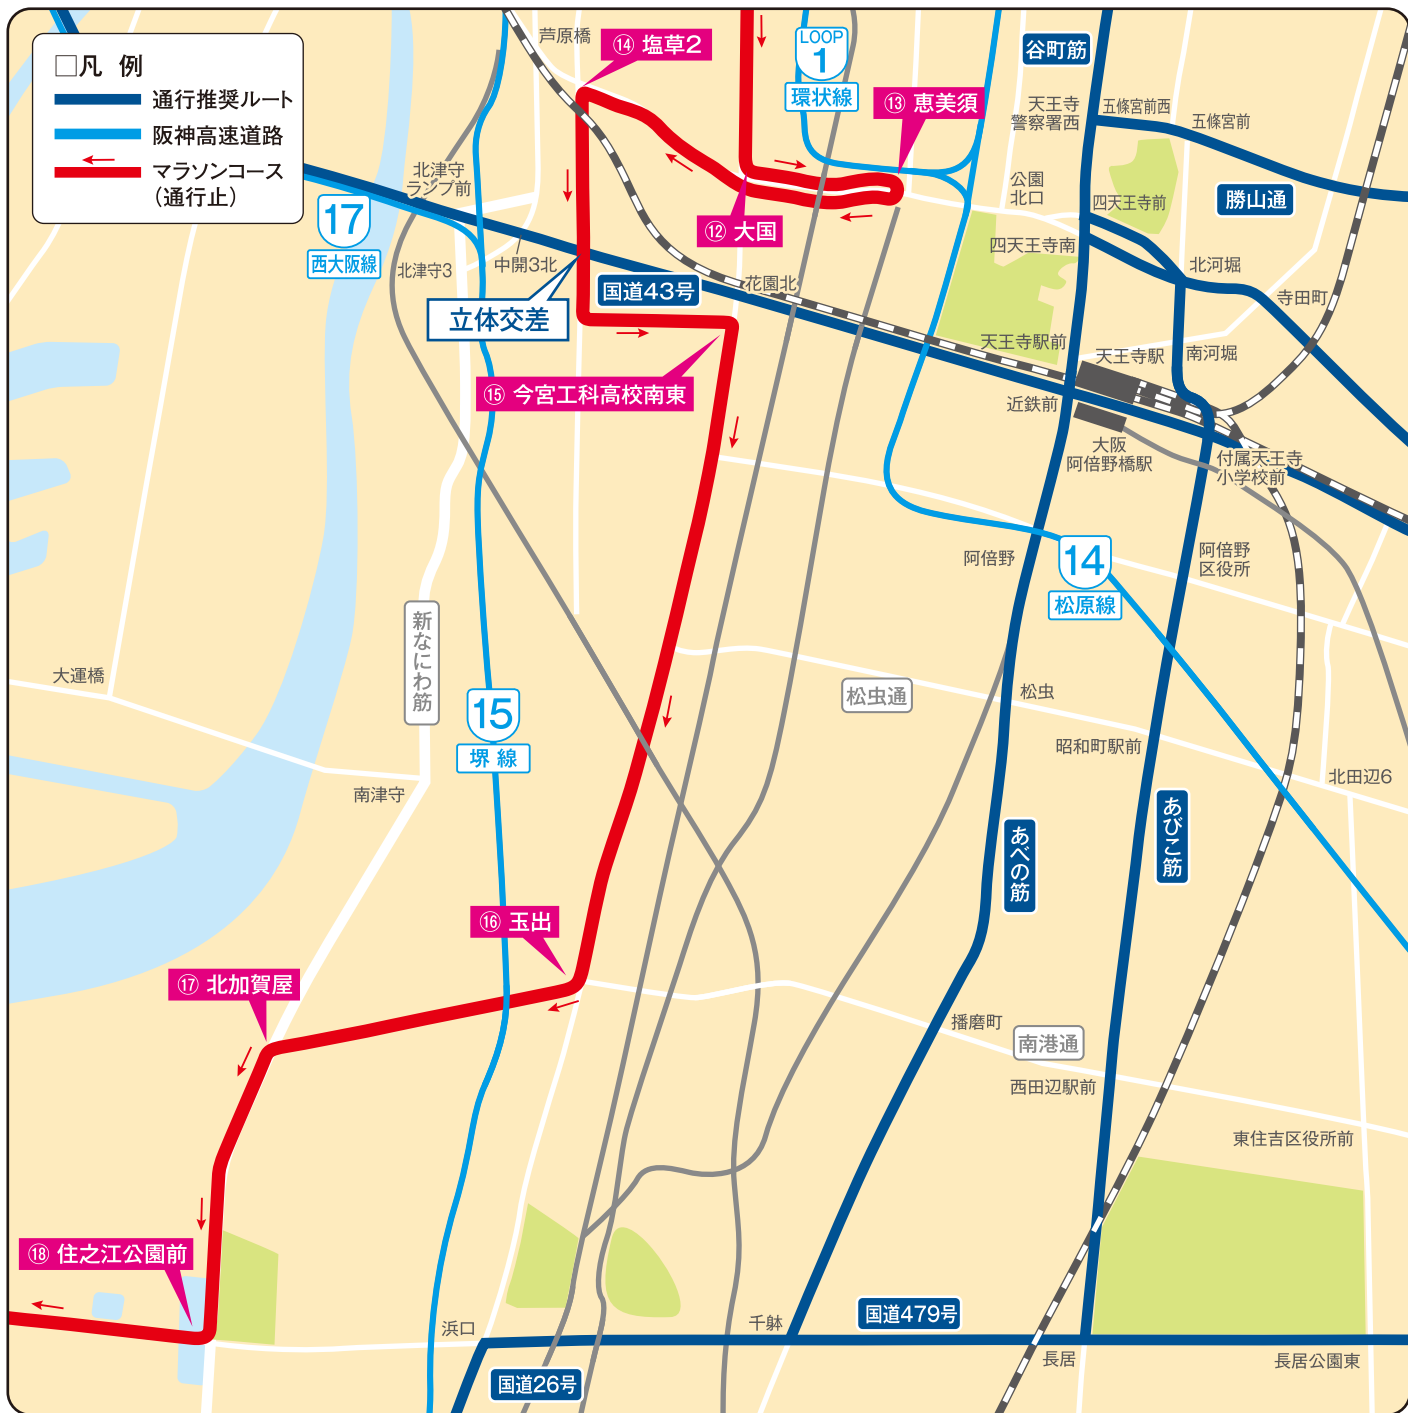 □凡 例
通行推奨ルート
阪神高速道路
マラソンコース
(通行止)
芦原橋
⑭ 塩草2
LOOP
1
環状線
⑬ 恵美須
谷町筋
天王寺
警察署西
五條宮前西
五條宮前
北津守
ランプ前
公園
北口
四天王寺前
勝山通
17
西大阪線
⑫ 大国
四天王寺南
北津守3
中開3北
北河堀
国道43号
花園北
寺田町
立体交差
天王寺駅前
天王寺駅
南河堀
⑮ 今宮工科高校南東
近鉄前
大阪
阿倍野橋駅
付属天王寺
小学校前
阿倍野
14
松原線
阿倍野
区役所
新なにわ筋
大運橋
松虫通
松虫
15
堺 線
昭和町駅前
北田辺6
南津守
あべの筋
あびこ筋
⑯ 玉出
⑰ 北加賀屋
播磨町
南港通
西田辺駅前
東住吉区役所前
⑱ 住之江公園前
浜口
千躰
国道479号
長居
長居公園東
国道26号